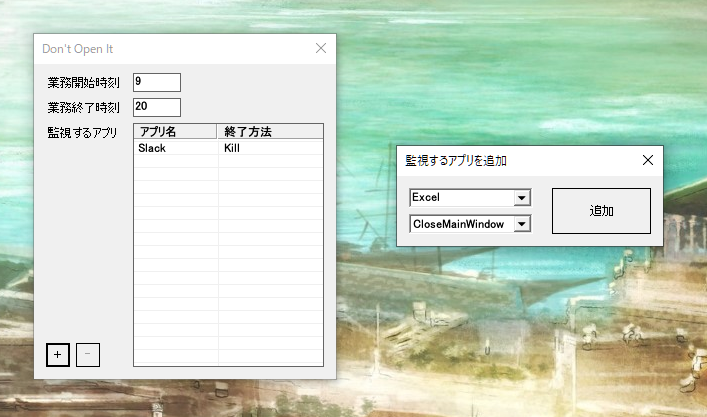 Don't Open It
業務開始時刻 9
業務終了時刻 20
監視するアプリ
アプリ名 終了方法
Slack Kill
+ -
監視するアプリを追加
Excel
CloseMainWindow
追加